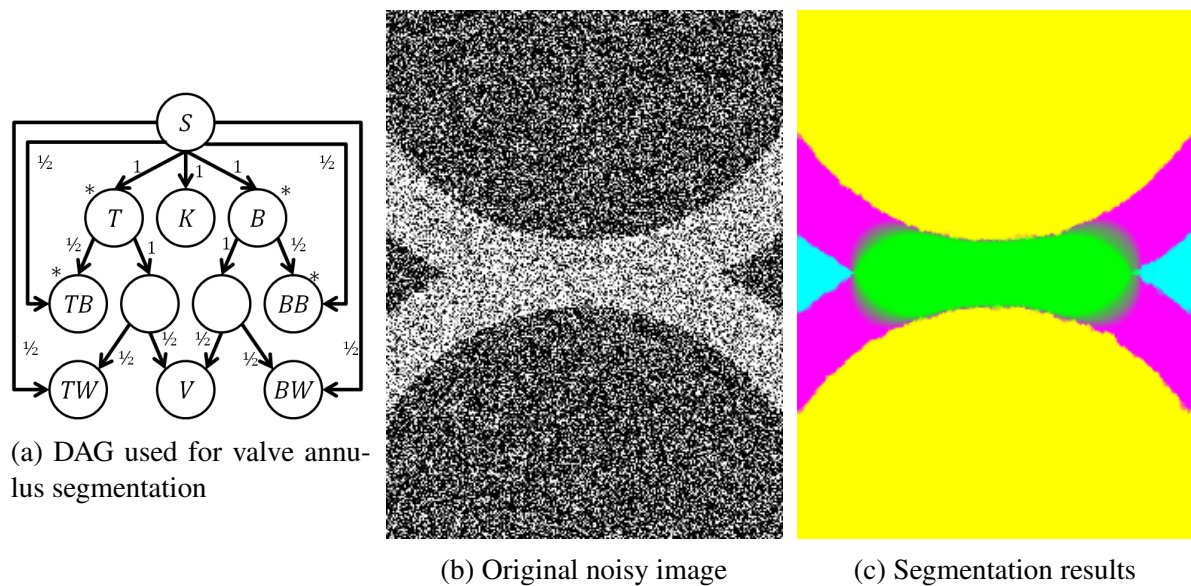 S
½ ½
1 1 1
* *
T K B
½ 1 1 ½
* *
TB BB
½ ½ ½ ½ ½ ½
TW V BW
(a) DAG used for valve annu-
lus segmentation
(b) Original noisy image
(c) Segmentation results